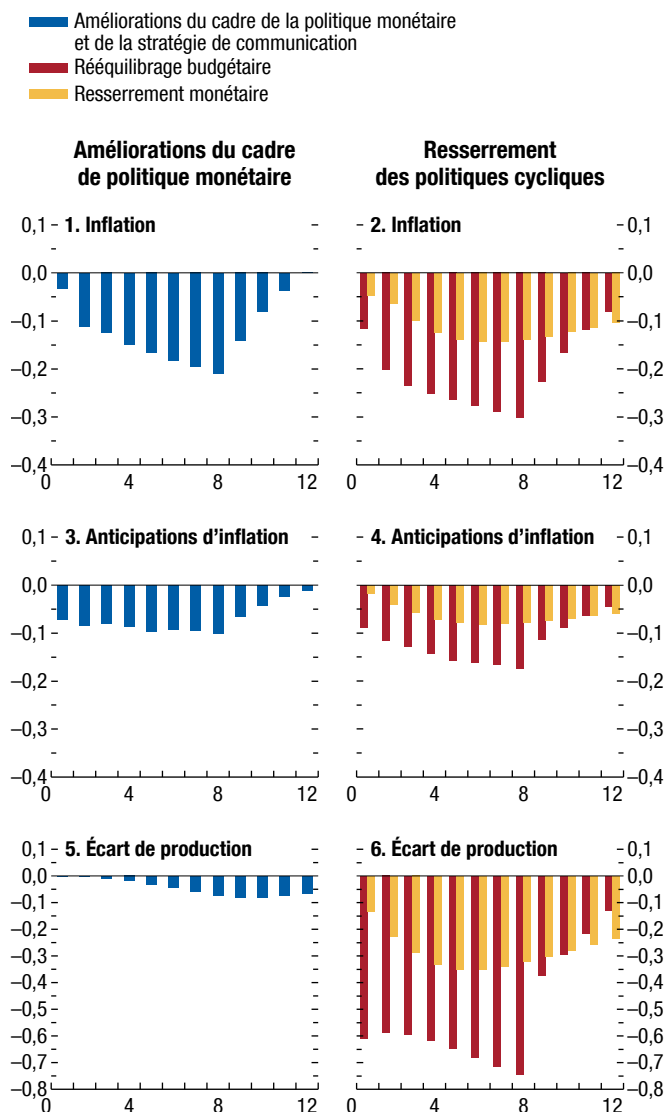 Améliorations du cadre de la politique monétaire
et de la stratégie de communication
Rééquilibrage budgétaire
Resserrement monétaire
Améliorations du cadre
de politique monétaire
Resserrement
des politiques cycliques
1. Inflation
0,1
0,0
–0,1
–0,2
–0,3
–0,4
0 4 8 12
2. Inflation
0,1
0,0
–0,1
–0,2
–0,3
–0,4
0 4 8 12
3. Anticipations d’inflation
0,1
0,0
–0,1
–0,2
–0,3
–0,4
0 4 8 12
4. Anticipations d’inflation
0,1
0,0
–0,1
–0,2
–0,3
–0,4
0 4 8 12
5. Écart de production
0,1
0,0
–0,1
–0,2
–0,3
–0,4
–0,5
–0,6
–0,7
–0,8
0 4 8 12
6. Écart de production
0,1
0,0
–0,1
–0,2
–0,3
–0,4
–0,5
–0,6
–0,7
–0,8
0 4 8 12